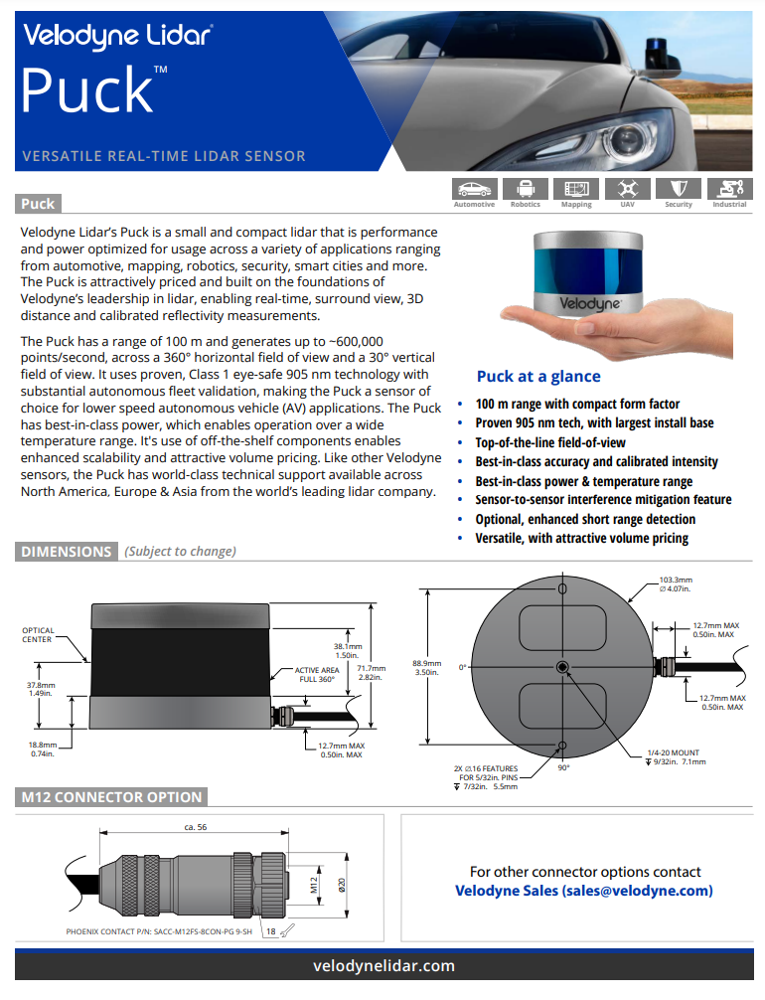 Velodyne Lidar®
Puck™
VERSATILE REAL-TIME LIDAR SENSOR
Automotive
Robotics
Mapping
UAV
Security
Industrial
Puck
Velodyne Lidar's Puck is a small and compact lidar that is performance
and power optimized for usage across a variety of applications ranging
from automotive, mapping, robotics, security, smart cities and more.
The Puck is attractively priced and built on the foundations of
Velodyne's leadership in lidar, enabling real-time, surround view, 3D
distance and calibrated reflectivity measurements.
The Puck has a range of 100 m and generates up to ~600,000
points/second, across a 360° horizontal field of view and a 30° vertical
field of view. It uses proven, Class 1 eye-safe 905 nm technology with
substantial autonomous fleet validation, making the Puck a sensor of
choice for lower speed autonomous vehicle (AV) applications. The Puck
has best-in-class power, which enables operation over a wide
temperature range. It's use of off-the-shelf components enables
enhanced scalability and attractive volume pricing. Like other Velodyne
sensors, the Puck has world-class technical support available across
North America, Europe & Asia from the world's leading lidar company.
Velodyne
Puck at a glance
• 100 m range with compact form factor
• Proven 905 nm tech, with largest install base
• Top-of-the-line field-of-view
• Best-in-class accuracy and calibrated intensity
• Best-in-class power & temperature range
• Sensor-to-sensor interference mitigation feature
• Optional, enhanced short range detection
• Versatile, with attractive volume pricing
DIMENSIONS (Subject to change)
OPTICAL
CENTER
37.8mm
1.49in.
18.8mm
0.74in.
38.1mm
1.50in.
71.7mm
2.82in.
ACTIVE AREA
FULL 360°
12.7mm MAX
0.50in. MAX
88.9mm
3.50in.
0°
90°
103.3mm
∅ 4.07in.
12.7mm MAX
0.50in. MAX
12.7mm MAX
0.50in. MAX
1/4-20 MOUNT
↧ 9/32in. 7.1mm
2X ∅.16 FEATURES
FOR 5/32in. PINS
↧ 7/32in. 5.5mm
M12 CONNECTOR OPTION
ca. 56
M12
Ø20
PHOENIX CONTACT P/N: SACC-M12FS-8CON-PG 9-SH
18
For other connector options contact
Velodyne Sales (sales@velodyne.com)
velodynelidar.com